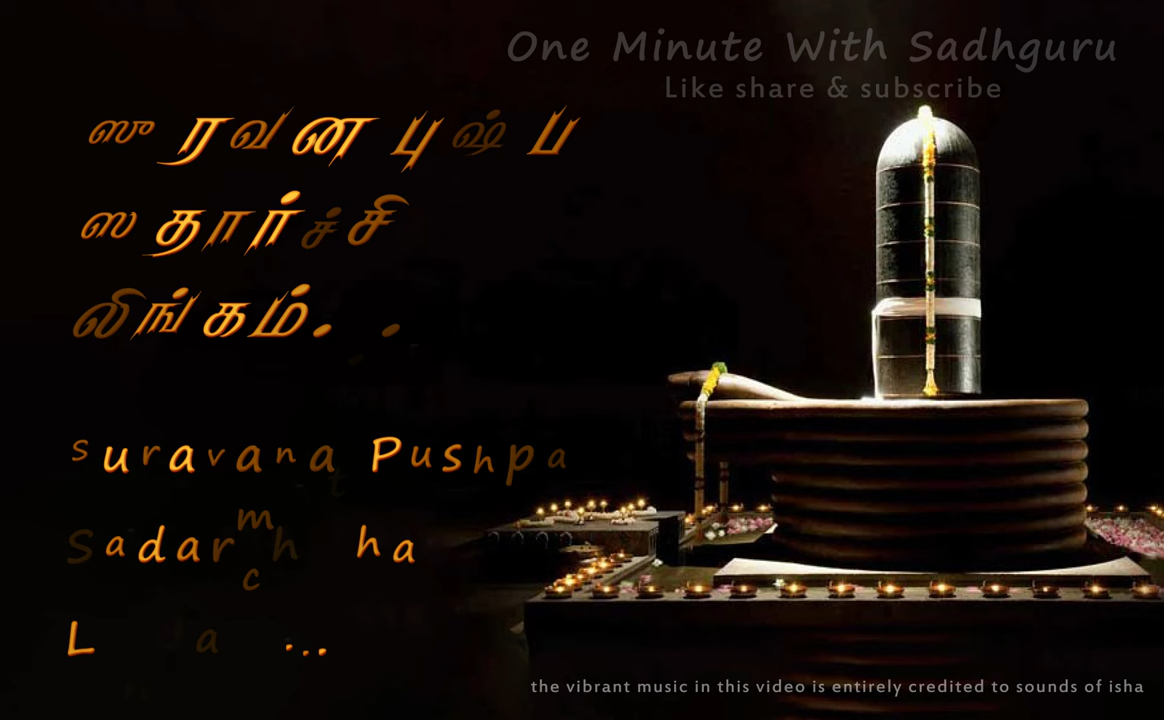 One Minute With Sadhguru
Like share & subscribe
ஸுரவன புஷ்ப
ஸதார்ச்சி
லிங்கம். .
suravana Pushpa
the vibrant music in this video is entirely credited to sounds of isha